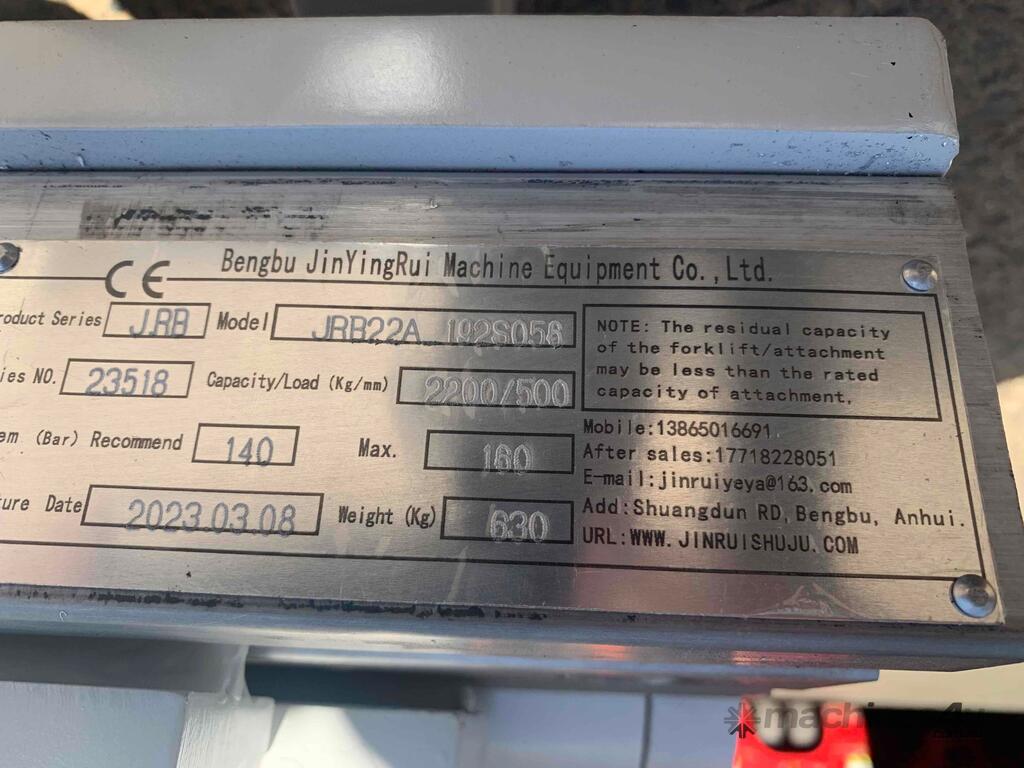 CE
Bengbu JinYingRui Machine Equipment Co.,Ltd.
roduct Series JRB Model JRB22A 192S056
ies NO. 23518 Capacity/Load (Kg/mm) 2200/500
em (Bar) Recommend 140 Max. 160
ure Date 2023.03.08 Weight (Kg) 630
NOTE: The residual capacity
of the forklift/attachment
may be less than the rated
capacity of attachment.
Mobile:13865016691
After sales:17718228051
E-mail:jinruiyeya@163.com
Add:Shuangdun RD, Bengbu, Anhui.
URL:WWW.JINRUISHUJU.COM